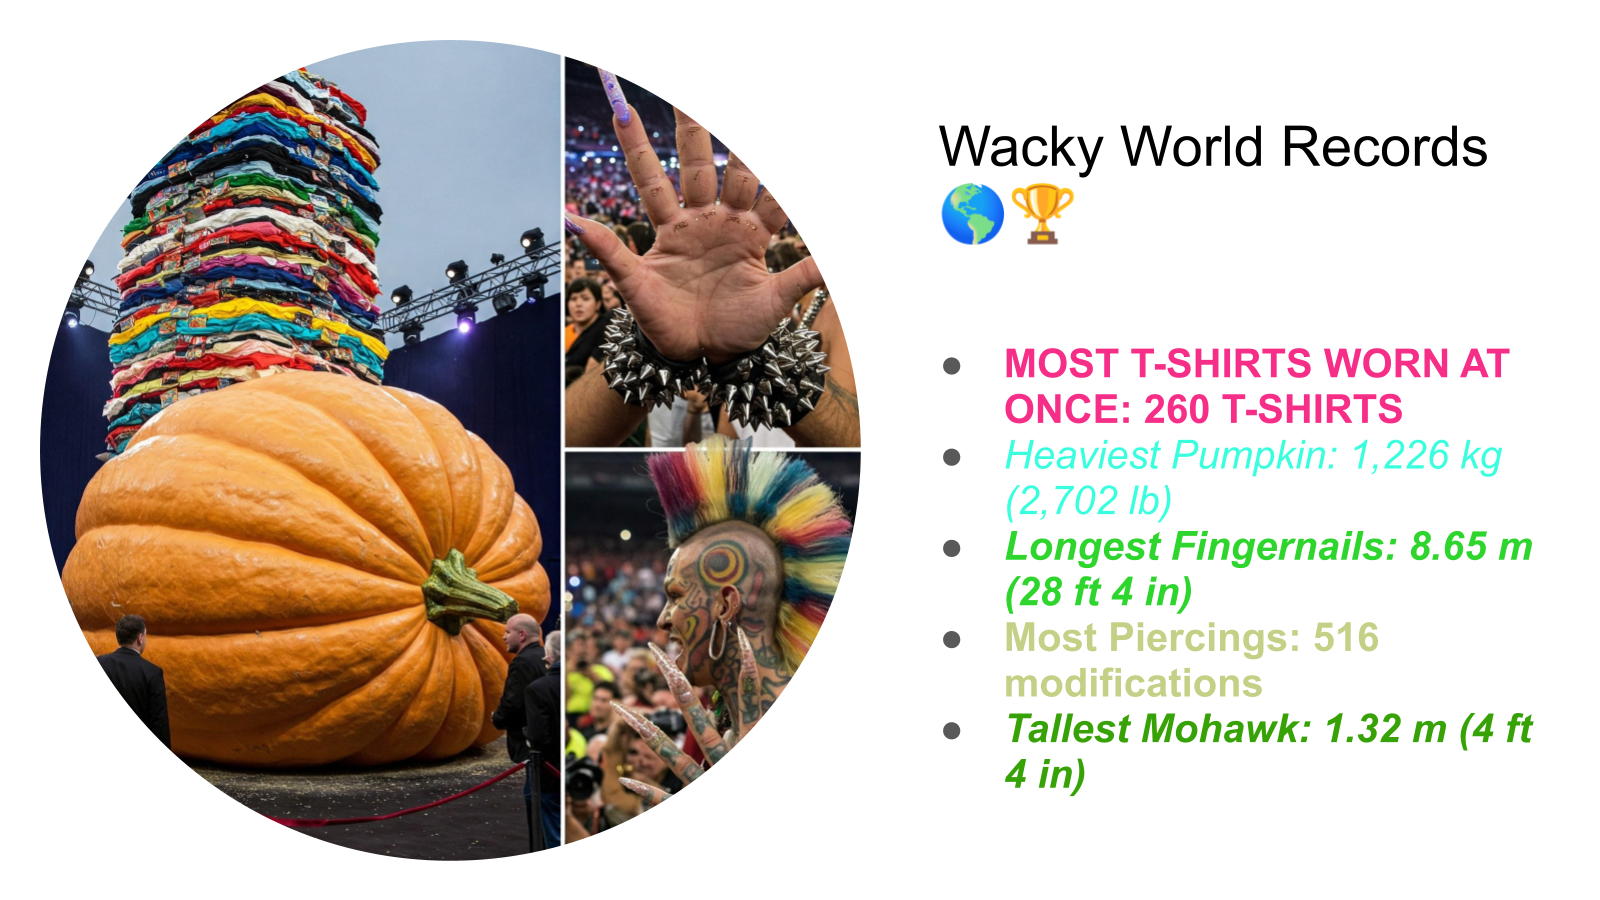 Wacky World Records
🌎🏆
● MOST T-SHIRTS WORN AT
ONCE: 260 T-SHIRTS
● Heaviest Pumpkin: 1,226 kg
(2,702 lb)
● Longest Fingernails: 8.65 m
(28 ft 4 in)
● Most Piercings: 516
modifications
● Tallest Mohawk: 1.32 m (4 ft
4 in)